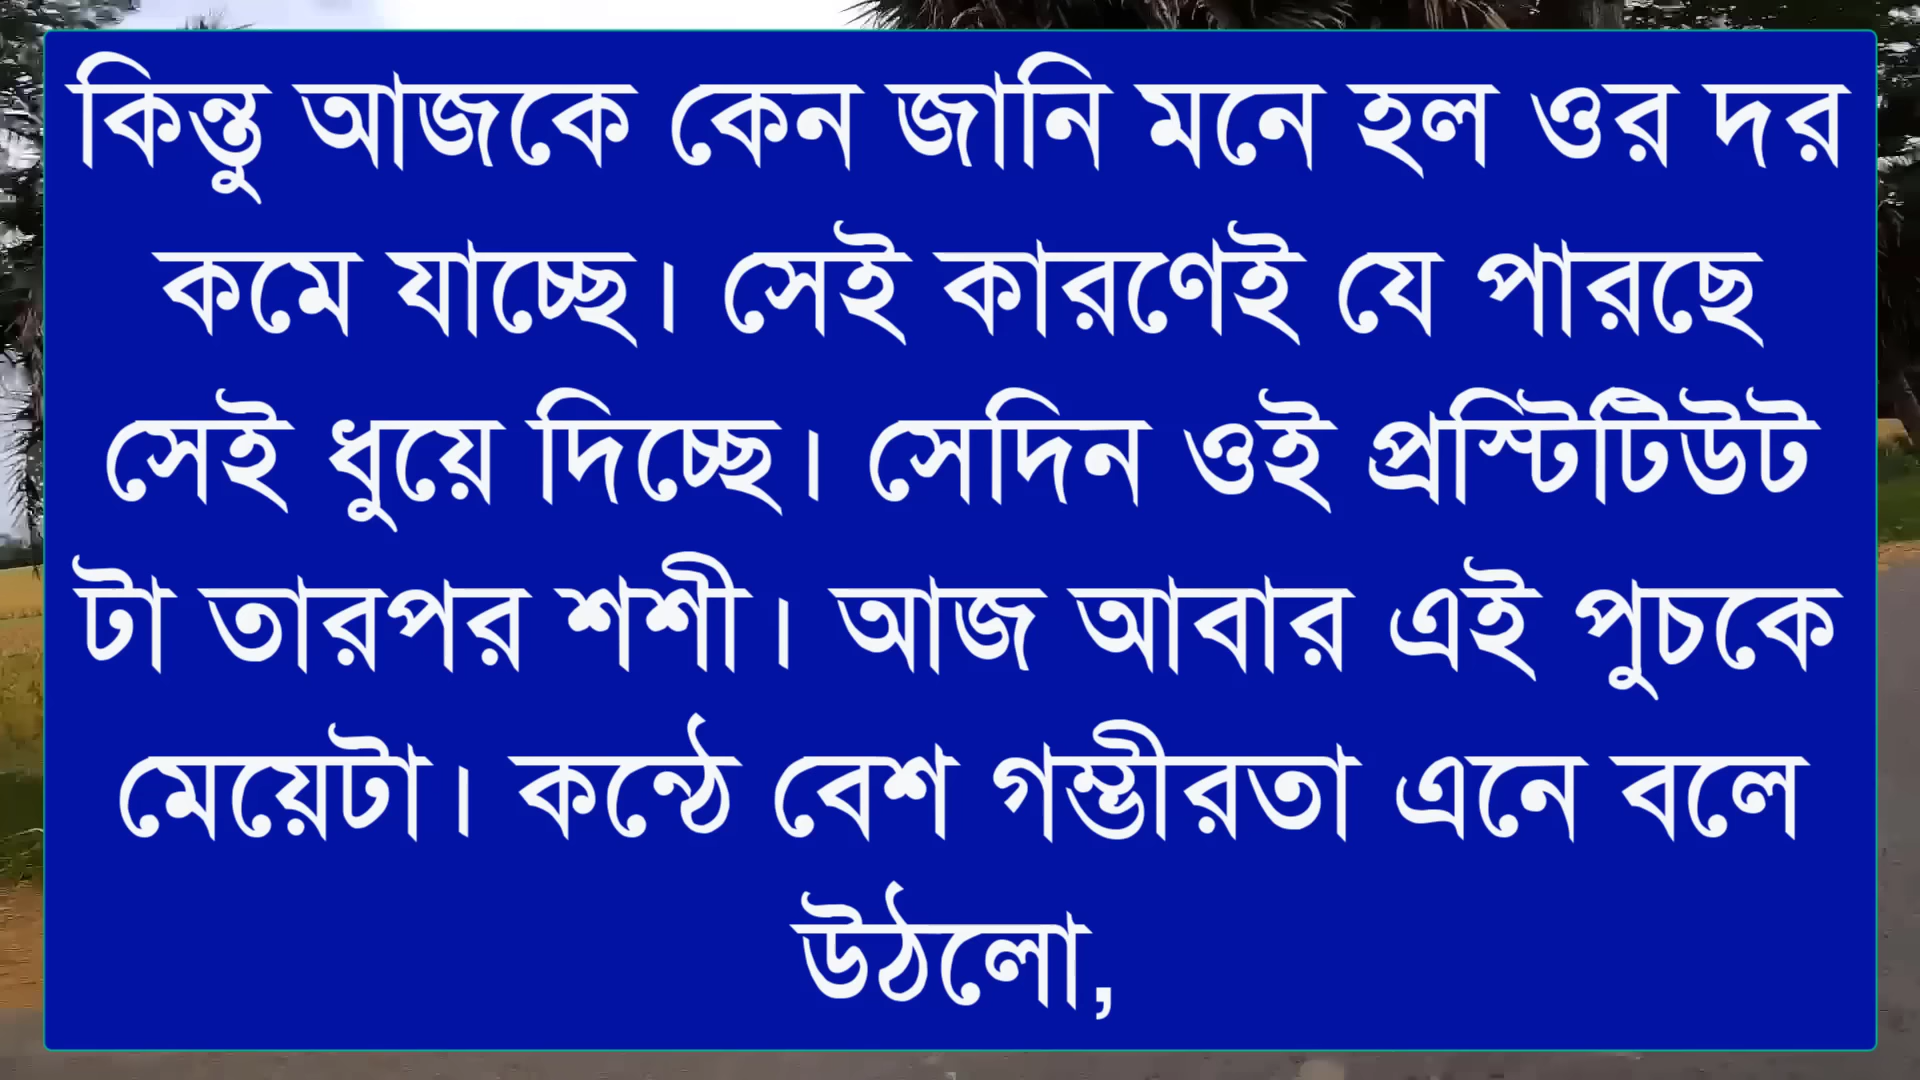 কিন্তু আজকে কেন জানি মনে হল ওর দর
কমে যাচ্ছে। সেই কারণেই যে পারছে
সেই ধুয়ে দিচ্ছে। সেদিন ওই প্রস্টিটিউট
টা তারপর শশী। আজ আবার এই পুচকে
মেয়েটা। কন্ঠে বেশ গম্ভীরতা এনে বলে
উঠলো,